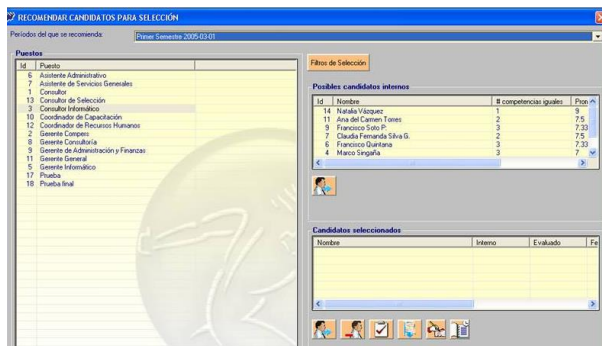 RECOMENDAR CANDIDATOS PARA SELECCIÓN
Períodos del que se recomienda: Primer Semestre 2005-03-01
Puestos
Id Puesto
6 Asistente Administrativo
7 Asistente de Servicios Generales
1 Consultor
13 Consultor de Selección
3 Consultor Informático
10 Coordinador de Capacitación
12 Coordinador de Recursos Humanos
2 Gerente Compers
8 Gerente Consultoría
9 Gerente de Administración y Finanzas
11 Gerente General
5 Gerente Informático
17 Prueba
18 Prueba final
Filtros de Selección
Posibles candidatos internos
Id Nombre # competencias iguales Pron
14 Natalia Vázquez 1 9
11 Ana del Carmen Torres 2 7.5
9 Francisco Soto P. 3 7.33
7 Claudia Fernanda Silva G. 2 7.5
6 Francisco Quintana 3 7.33
4 Marco Singaña 3 7
Candidatos seleccionados
Nombre Interno Evaluado Fe